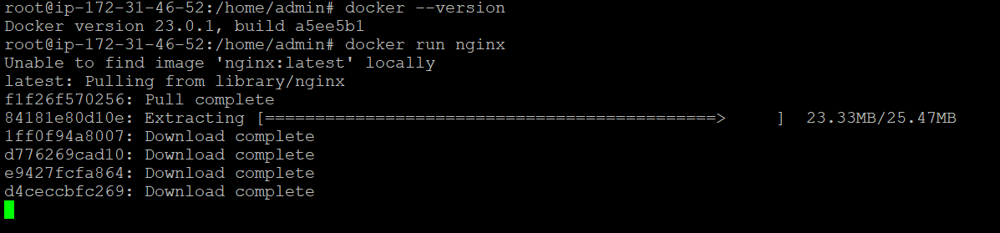 root@ip-172-31-46-52:/home/admin# docker --version
Docker version 23.0.1, build a5ee5b1
root@ip-172-31-46-52:/home/admin# docker run nginx
Unable to find image 'nginx:latest' locally
latest: Pulling from library/nginx
f1f26f570256: Pull complete
84181e80d10e: Extracting [=============================================>     ]  23.33MB/25.47MB
1ff0f94a8007: Download complete
d776269cad10: Download complete
e9427fcfa864: Download complete
d4ceccbfc269: Download complete